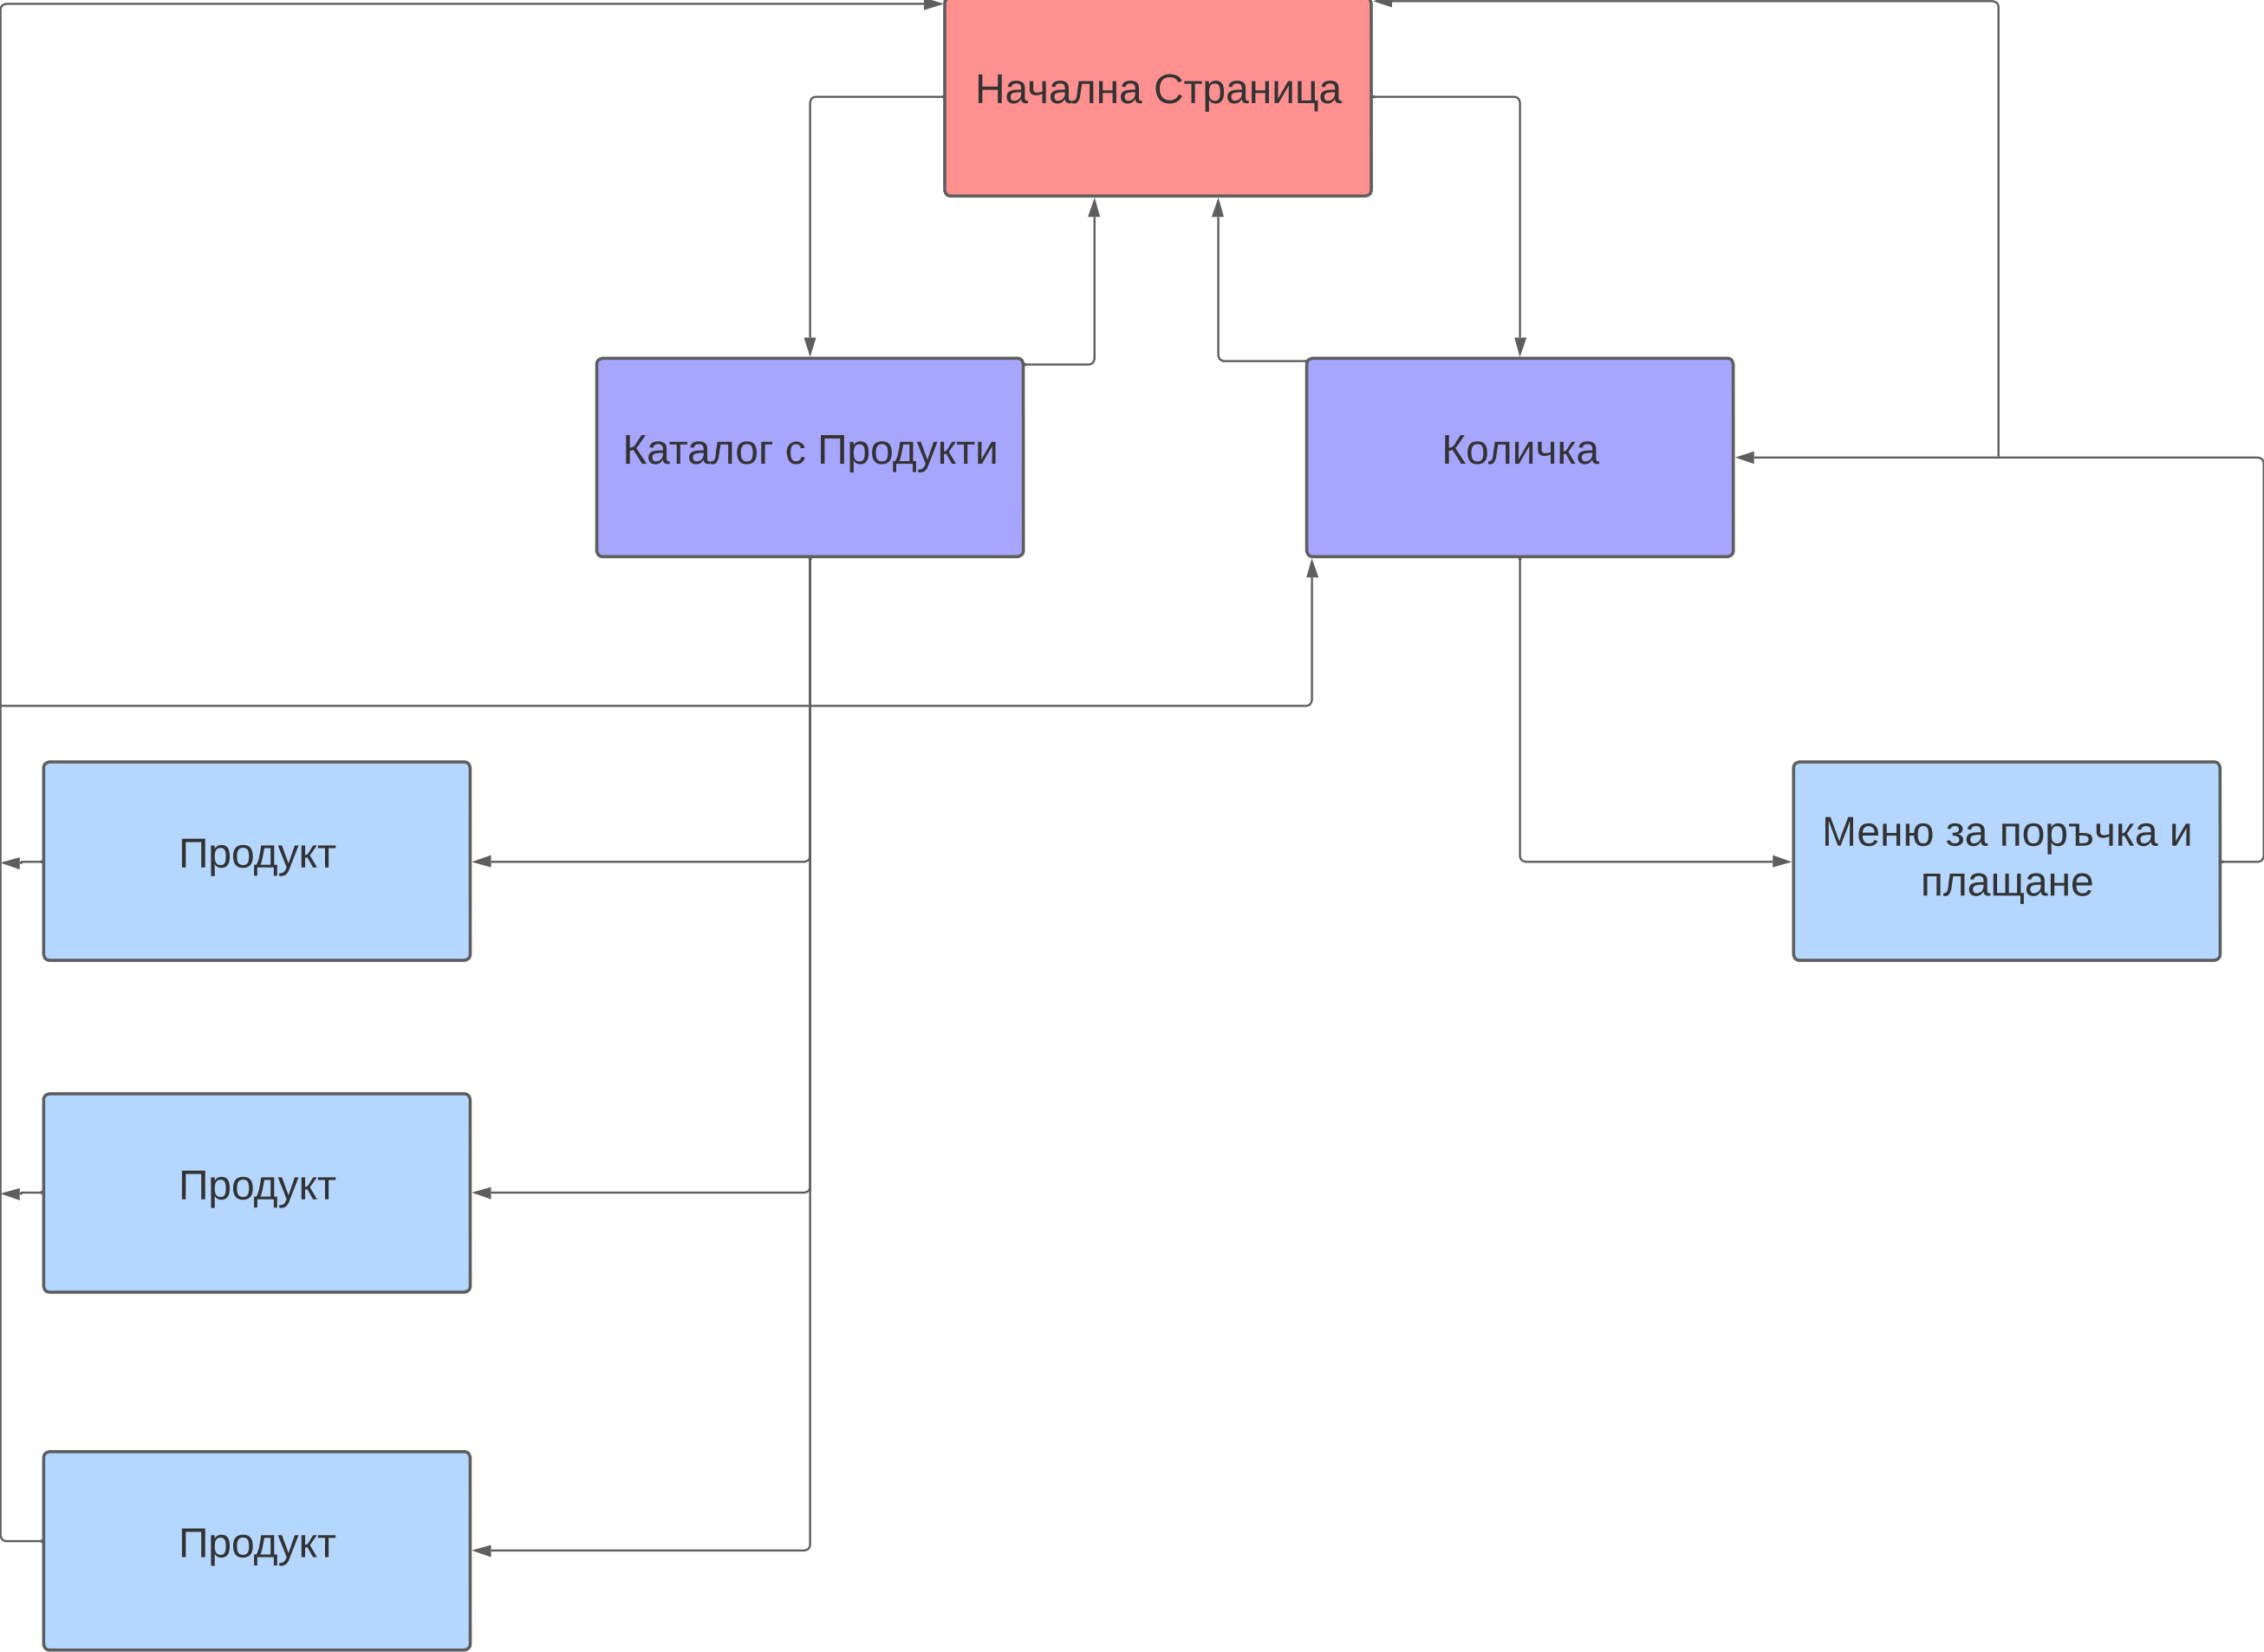 Начална Страница
Каталог с Продукти
Количка
Продукт
Меню за поръчка и
плащане
Продукт
Продукт